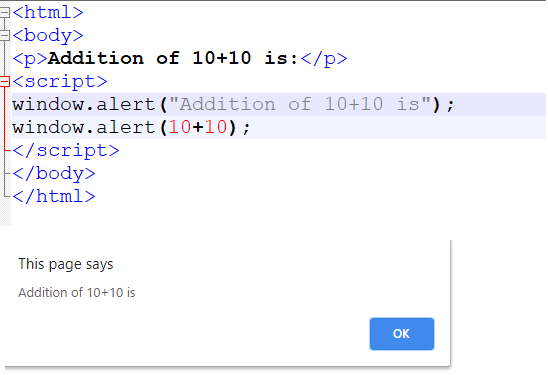 <html>
<body>
<p>Addition of 10+10 is:</p>
<script>
window.alert("Addition of 10+10 is");
window.alert(10+10);
</script>
</body>
</html>
This page says
Addition of 10+10 is
OK